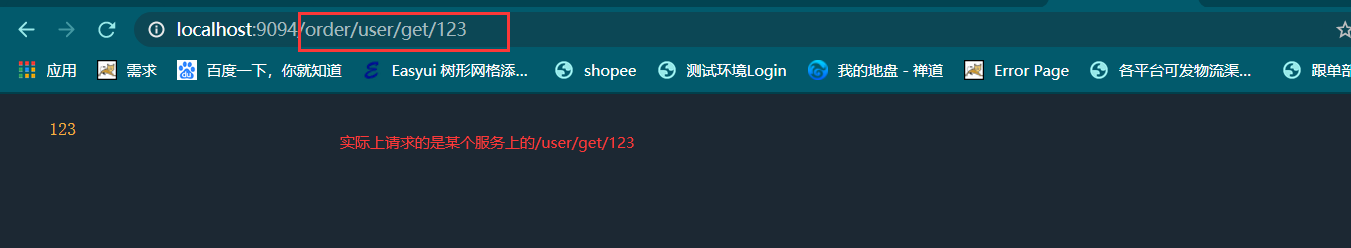 localhost:9094/order/user/get/123
应用 需求 百度一下，你就知道 Easyui 树形网格添... shopee 测试环境Login 我的地盘 - 禅道 Error Page 各平台可发物流渠... 跟单部
123
实际上请求的是某个服务上的/user/get/123